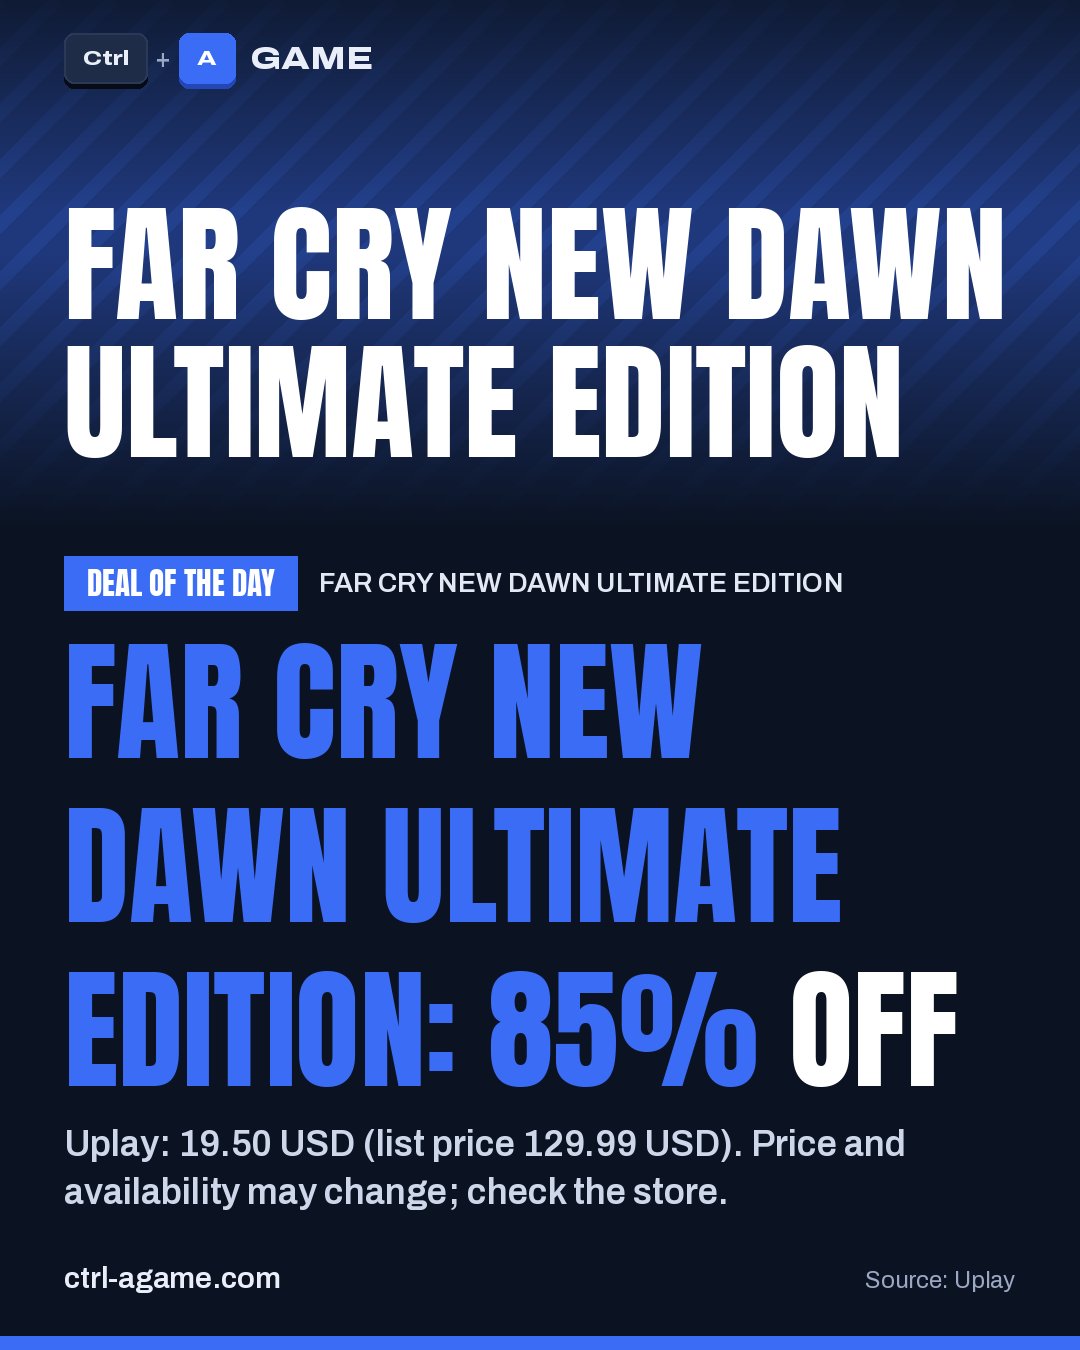 Ctrl + A GAME
FAR CRY NEW DAWN
ULTIMATE EDITION
DEAL OF THE DAY FAR CRY NEW DAWN ULTIMATE EDITION
FAR CRY NEW
DAWN ULTIMATE
EDITION: 85% OFF
Uplay: 19.50 USD (list price 129.99 USD). Price and
availability may change; check the store.
ctrl-agame.com Source: Uplay